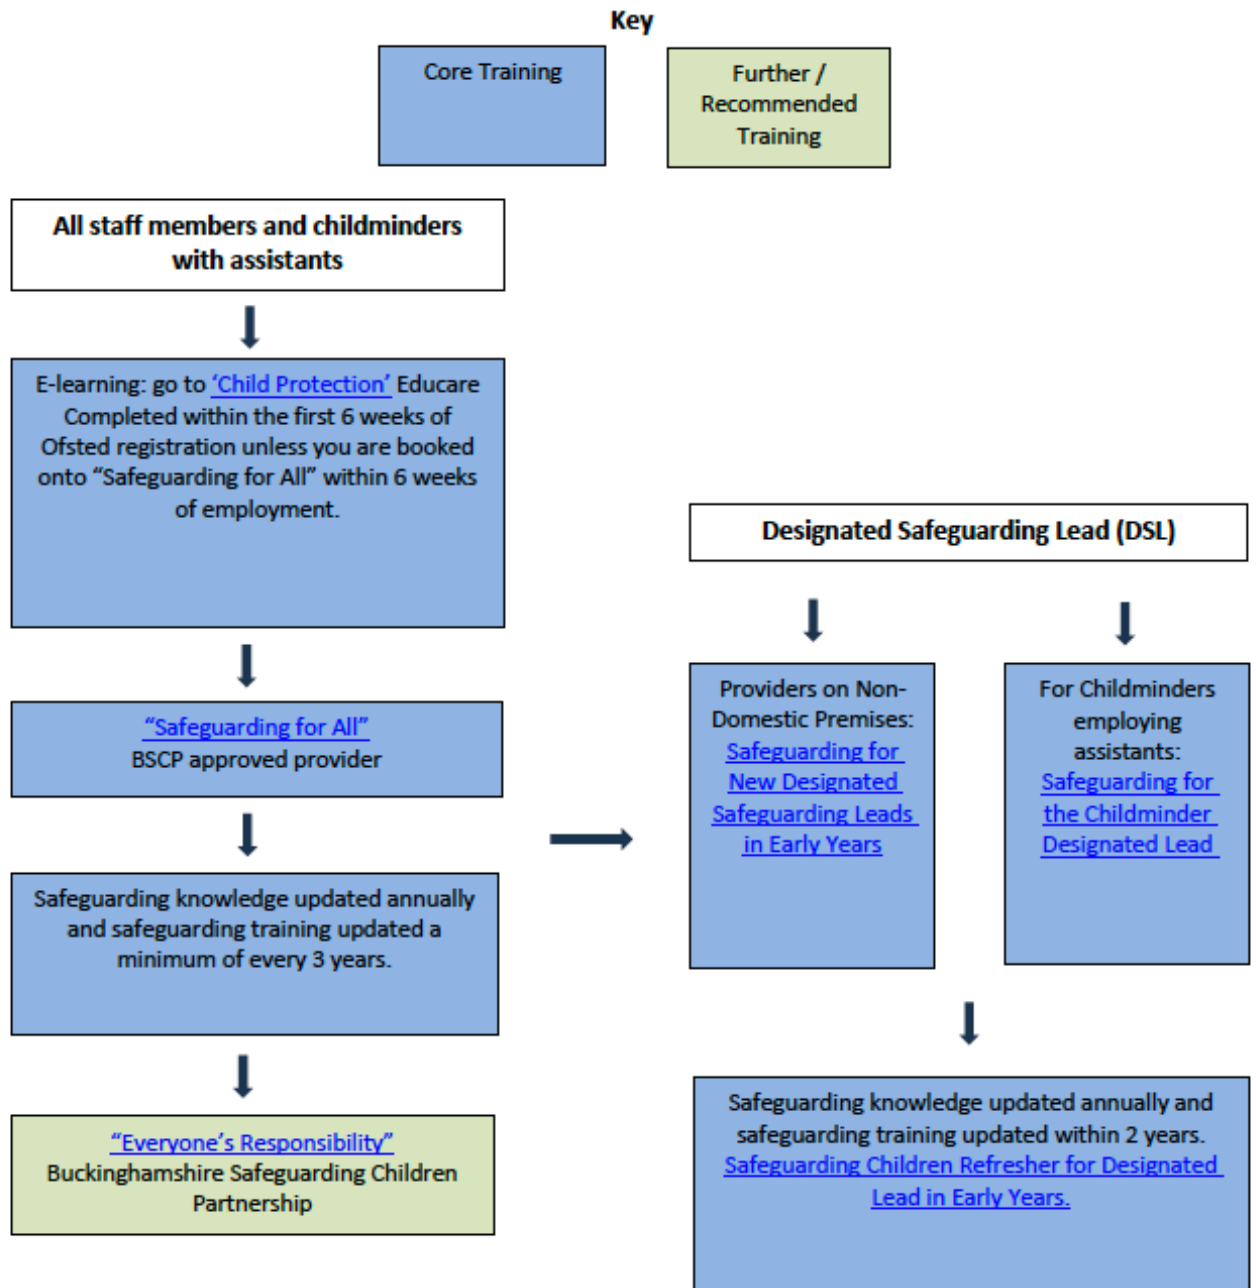 Key
Core Training
Further /
Recommended
Training
All staff members and childminders
with assistants
E-learning: go to ‘Child Protection’ Educare
Completed within the first 6 weeks of
Ofsted registration unless you are booked
onto “Safeguarding for All” within 6 weeks
of employment.
“Safeguarding for All”
BSCP approved provider
Safeguarding knowledge updated annually
and safeguarding training updated a
minimum of every 3 years.
“Everyone’s Responsibility”
Buckinghamshire Safeguarding Children
Partnership
Designated Safeguarding Lead (DSL)
Providers on Non-
Domestic Premises:
Safeguarding for
New Designated
Safeguarding Leads
in Early Years
For Childminders
employing
assistants:
Safeguarding for
the Childminder
Designated Lead
Safeguarding knowledge updated annually and
safeguarding training updated within 2 years.
Safeguarding Children Refresher for Designated
Lead in Early Years.